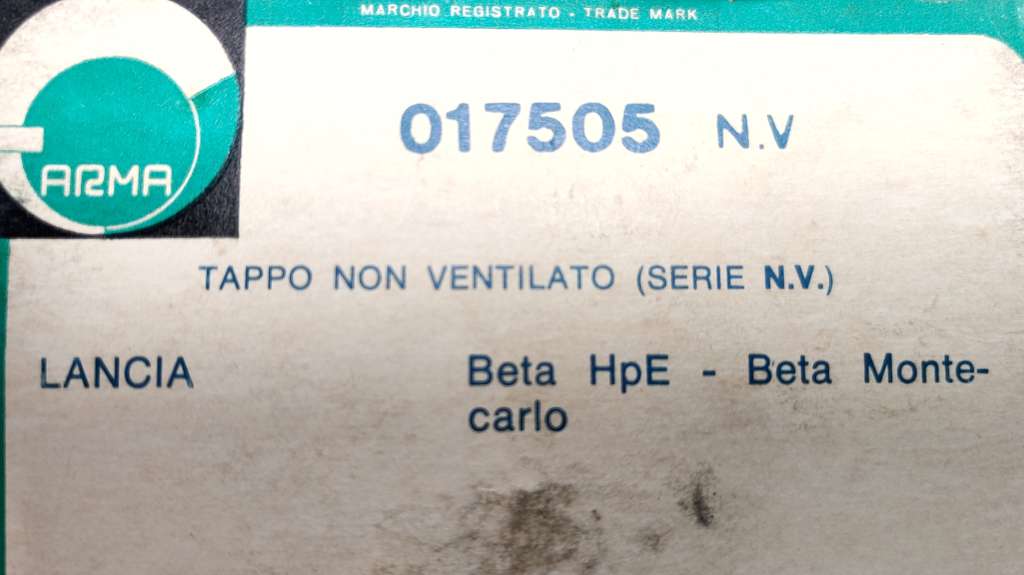 MARCHIO REGISTRATO - TRADE MARK
ARMA
017505 N.V
TAPPO NON VENTILATO (SERIE N.V.)
LANCIA Beta HpE - Beta Monte-
carlo